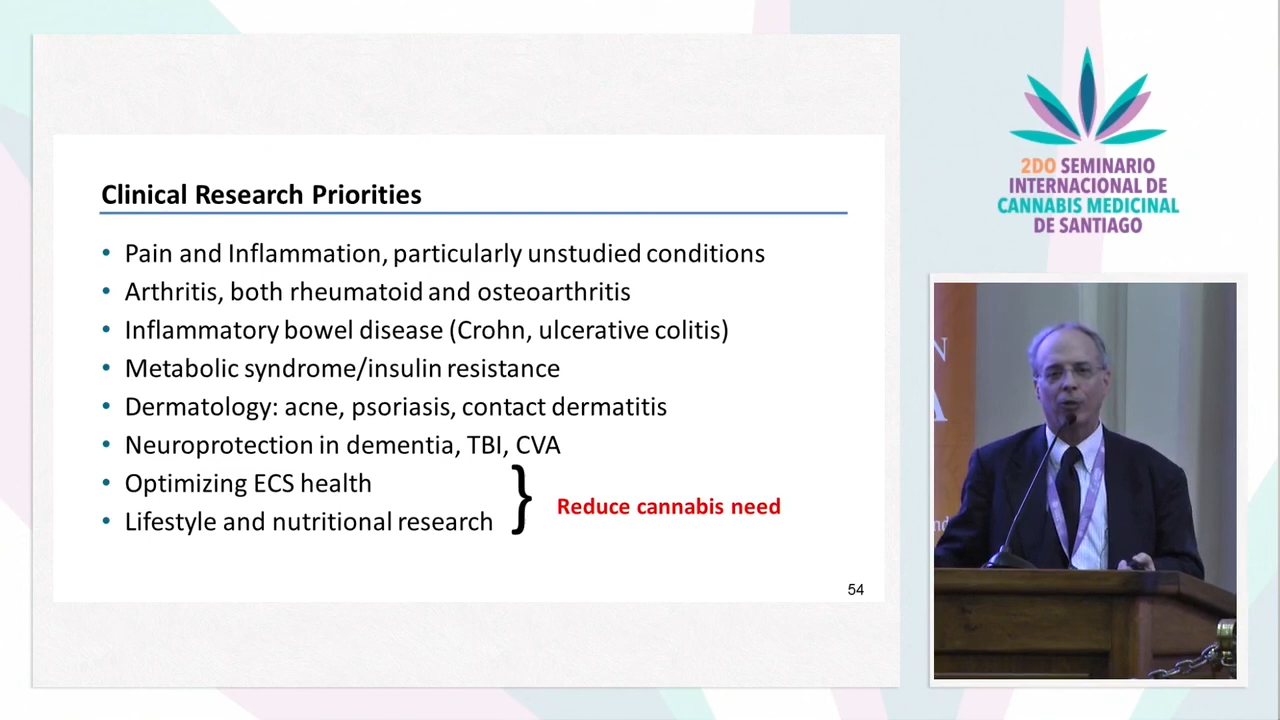 Clinical Research Priorities
• Pain and Inflammation, particularly unstudied conditions
• Arthritis, both rheumatoid and osteoarthritis
• Inflammatory bowel disease (Crohn, ulcerative colitis)
• Metabolic syndrome/insulin resistance
• Dermatology: acne, psoriasis, contact dermatitis
• Neuroprotection in dementia, TBI, CVA
• Optimizing ECS health
• Lifestyle and nutritional research
} Reduce cannabis need
54
2DO SEMINARIO
INTERNACIONAL DE
CANNABIS MEDICINAL
DE SANTIAGO